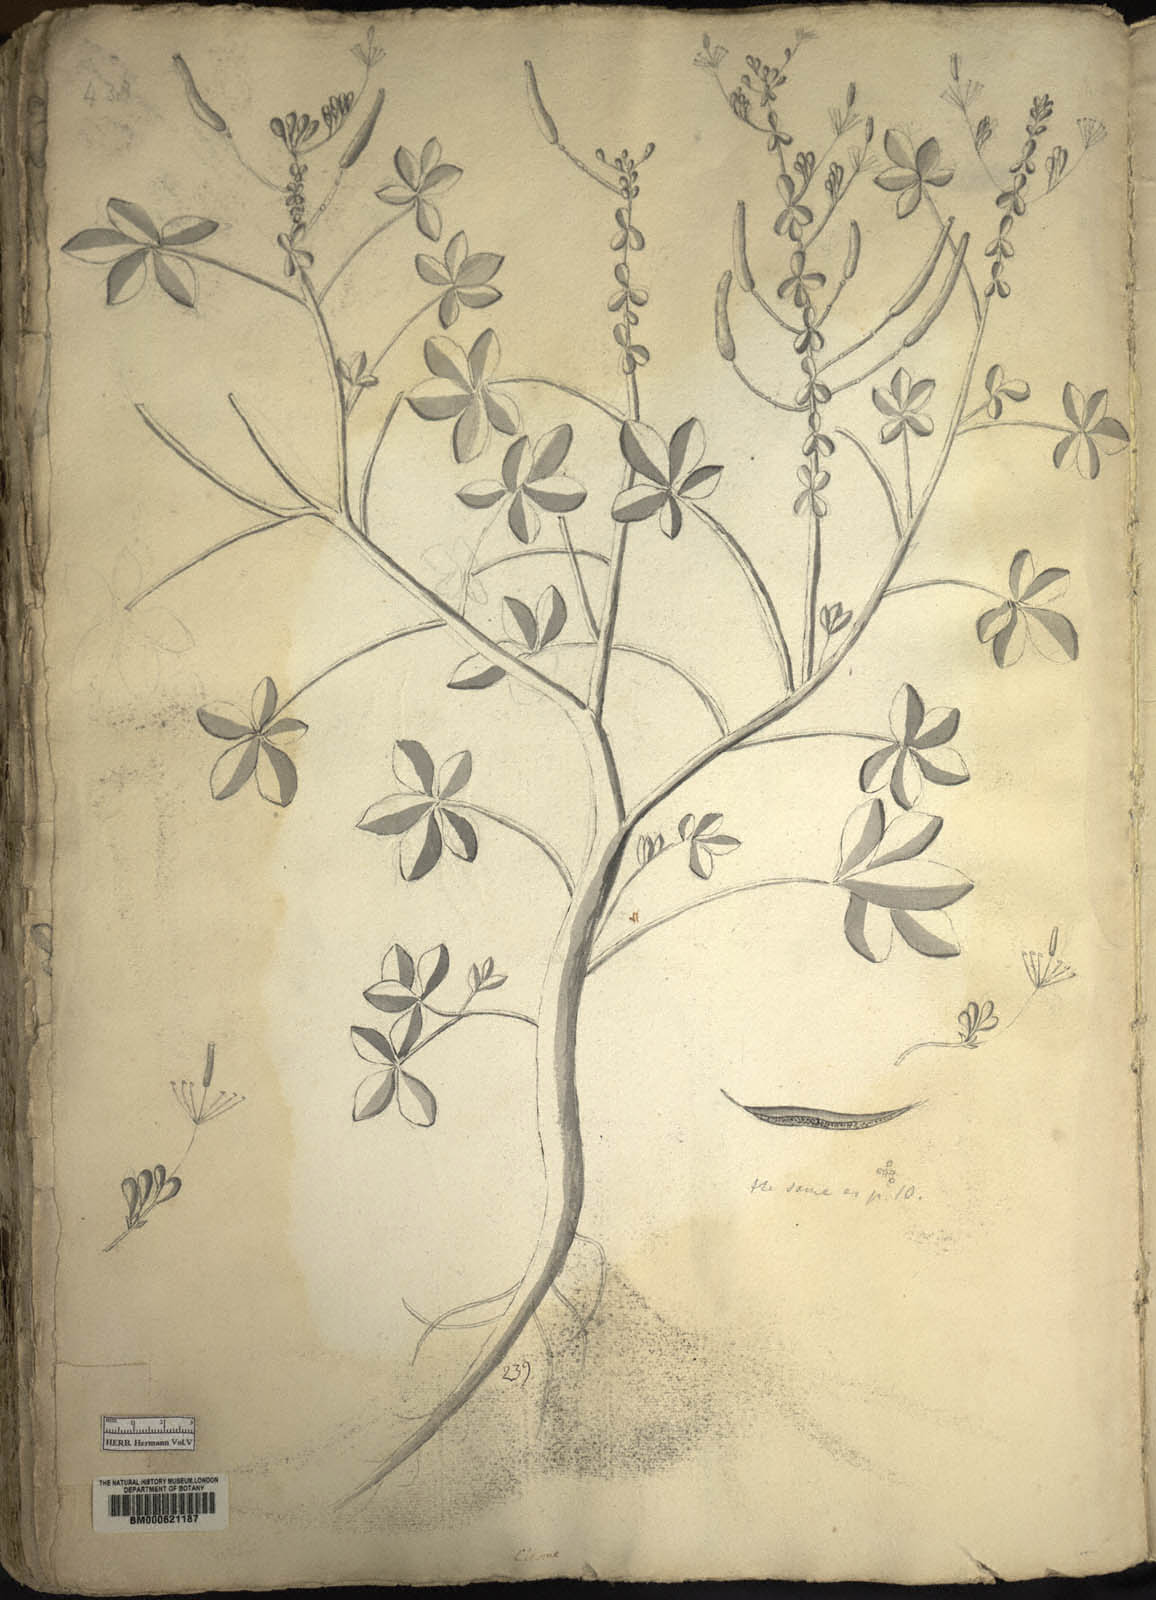 438
the same as p. 10.
239
HERB. Hermann Vol. V
THE NATURAL HISTORY MUSEUM, LONDON
DEPARTMENT OF BOTANY
BM000621187
Cleome